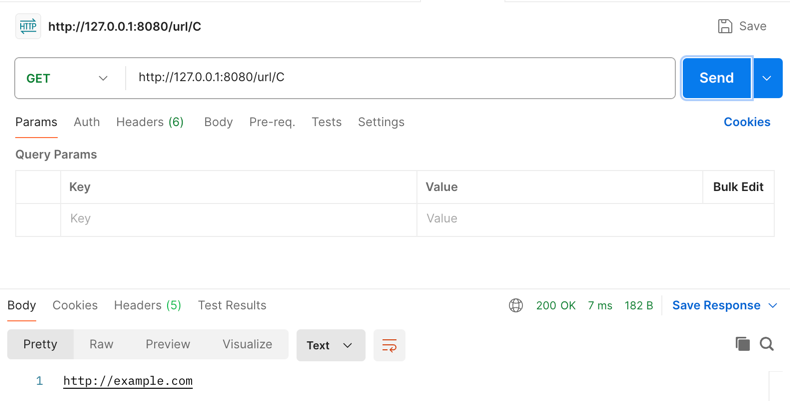 HTTP http://127.0.0.1:8080/url/C Save
GET http://127.0.0.1:8080/url/C Send
Params Auth Headers (6) Body Pre-req. Tests Settings Cookies
Query Params
Key Value Bulk Edit
Key Value
Body Cookies Headers (5) Test Results 200 OK 7 ms 182 B Save Response
Pretty Raw Preview Visualize Text
1 http://example.com